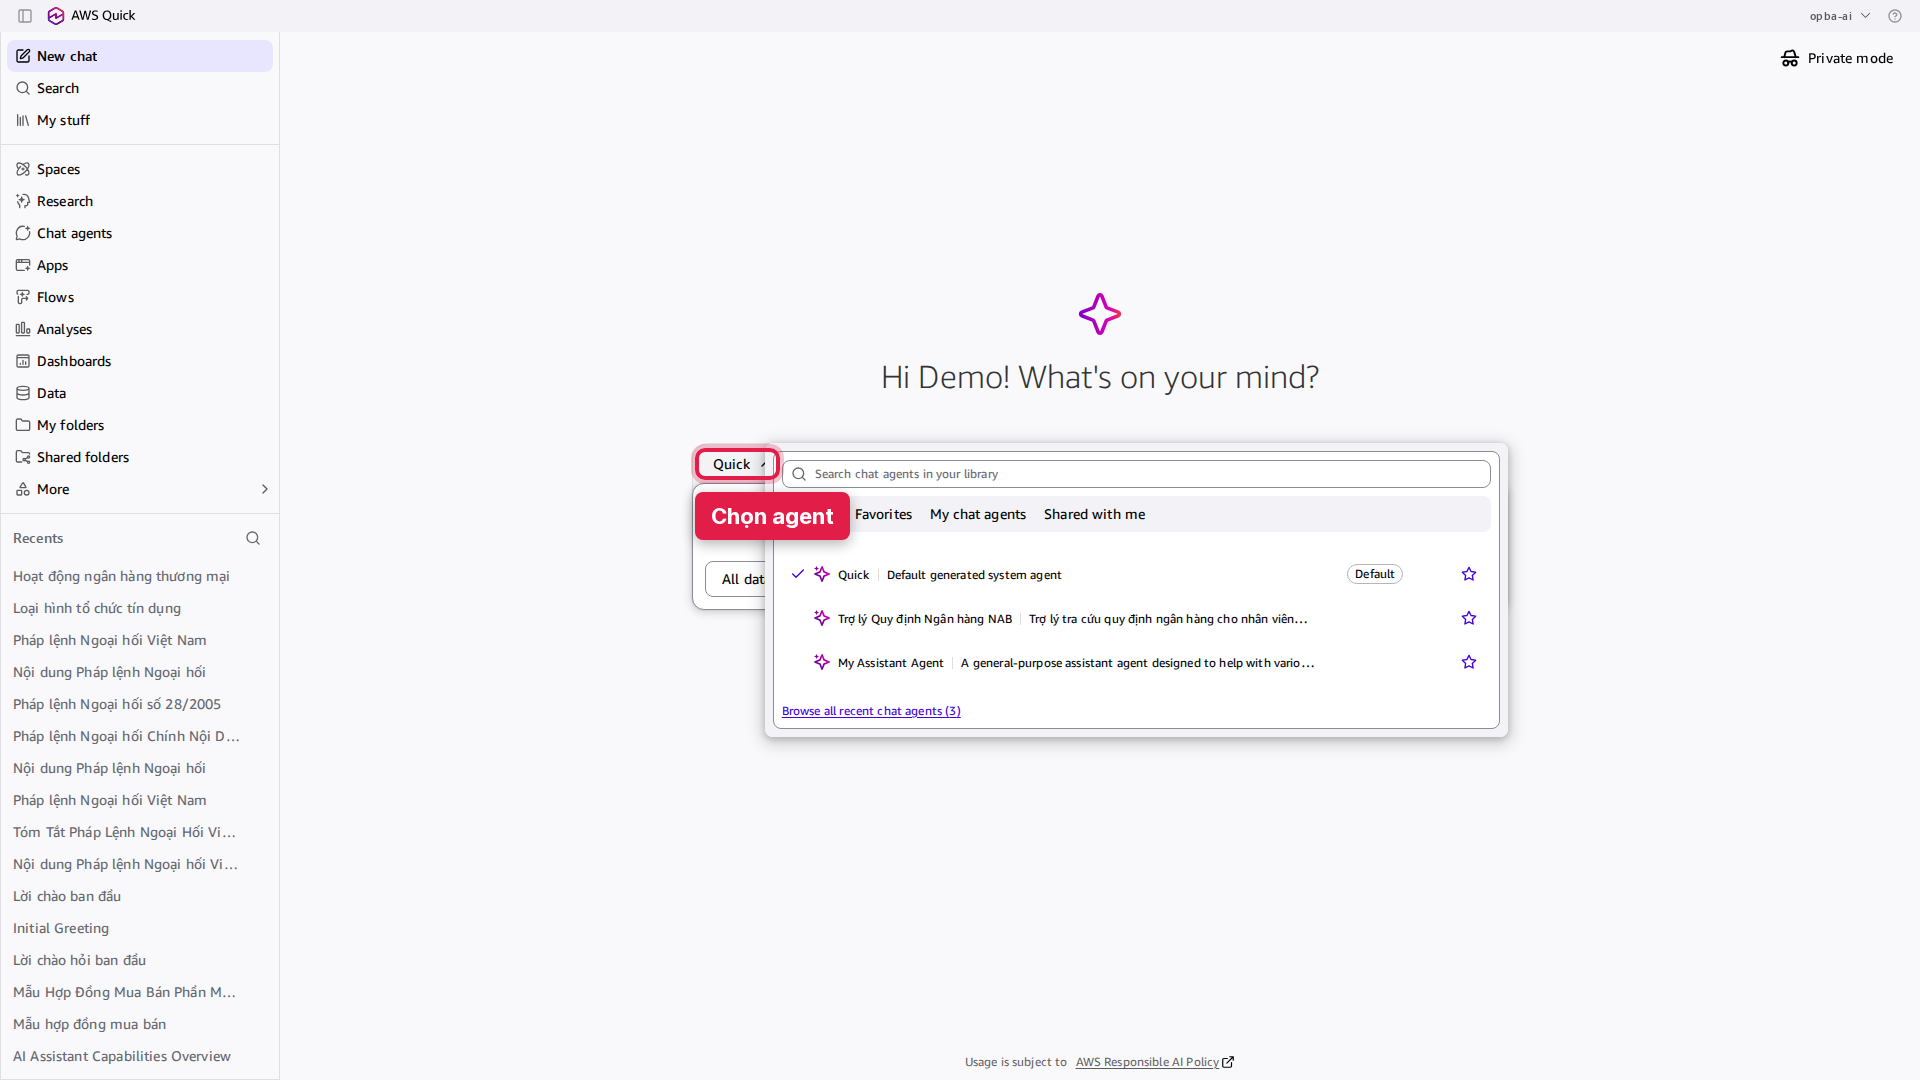 AWS Quick
opba-ai
New chat
Private mode
Search
My stuff
Spaces
Research
Chat agents
Apps
Flows
Analyses
Dashboards
Data
My folders
Shared folders
More
Recents
Hoạt động ngân hàng thương mại
Loại hình tổ chức tín dụng
Pháp lệnh Ngoại hối Việt Nam
Nội dung Pháp lệnh Ngoại hối
Pháp lệnh Ngoại hối số 28/2005
Pháp lệnh Ngoại hối Chính Nội D...
Nội dung Pháp lệnh Ngoại hối
Pháp lệnh Ngoại hối Việt Nam
Tóm Tắt Pháp Lệnh Ngoại Hối Vi...
Nội dung Pháp lệnh Ngoại hối Vi...
Lời chào ban đầu
Initial Greeting
Lời chào hỏi ban đầu
Mẫu Hợp Đồng Mua Bán Phần M...
Mẫu hợp đồng mua bán
AI Assistant Capabilities Overview
Hi Demo! What's on your mind?
Quick
Search chat agents in your library
Chọn agent
Favorites My chat agents Shared with me
All dat
Quick Default generated system agent Default
Trợ lý Quy định Ngân hàng NAB Trợ lý tra cứu quy định ngân hàng cho nhân viên...
My Assistant Agent A general-purpose assistant agent designed to help with vario...
Browse all recent chat agents (3)
Usage is subject to AWS Responsible AI Policy